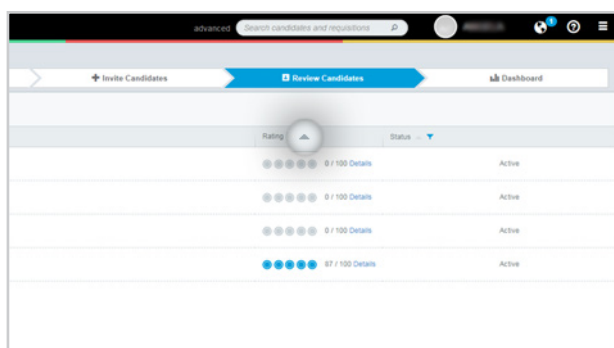 advanced Search candidates and requisitions
Invite Candidates Review Candidates Dashboard
Rating Status
0 / 100 Details Active
0 / 100 Details Active
0 / 100 Details Active
87 / 100 Details Active